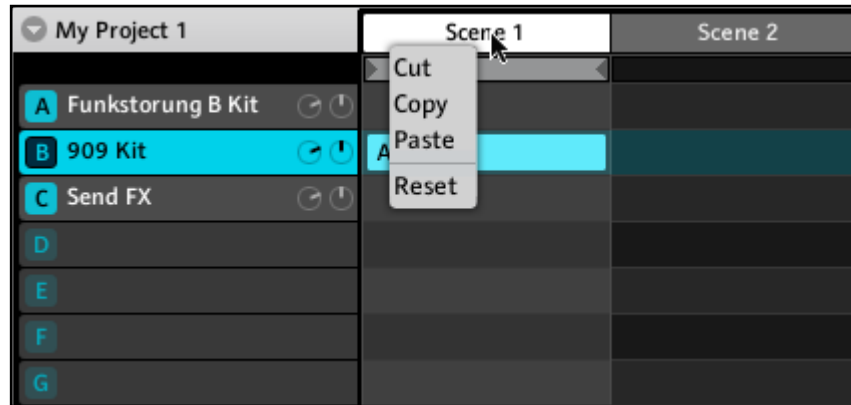 My Project 1
Scene 1
Scene 2
Cut
Copy
Paste
Reset
A Funkstorung B Kit
B 909 Kit
A
C Send FX
D
E
F
G